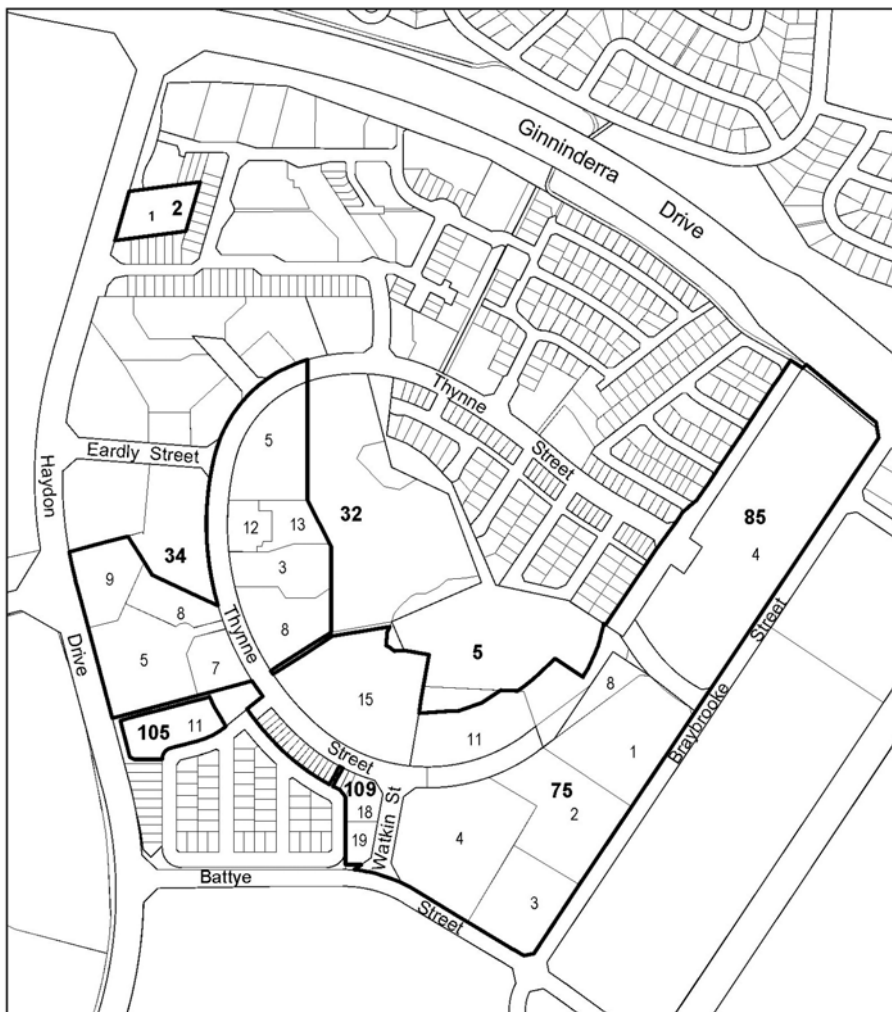 Ginninderra
Drive
1
2
Thynne
Street
Eardly Street
Haydon
Drive
5
12
13
32
3
8
34
9
8
5
7
Thynne
Street
85
4
5
15
11
8
1
Braybrooke
Street
105
11
109
18
19
Watkin St
75
2
4
3
Battye
Street